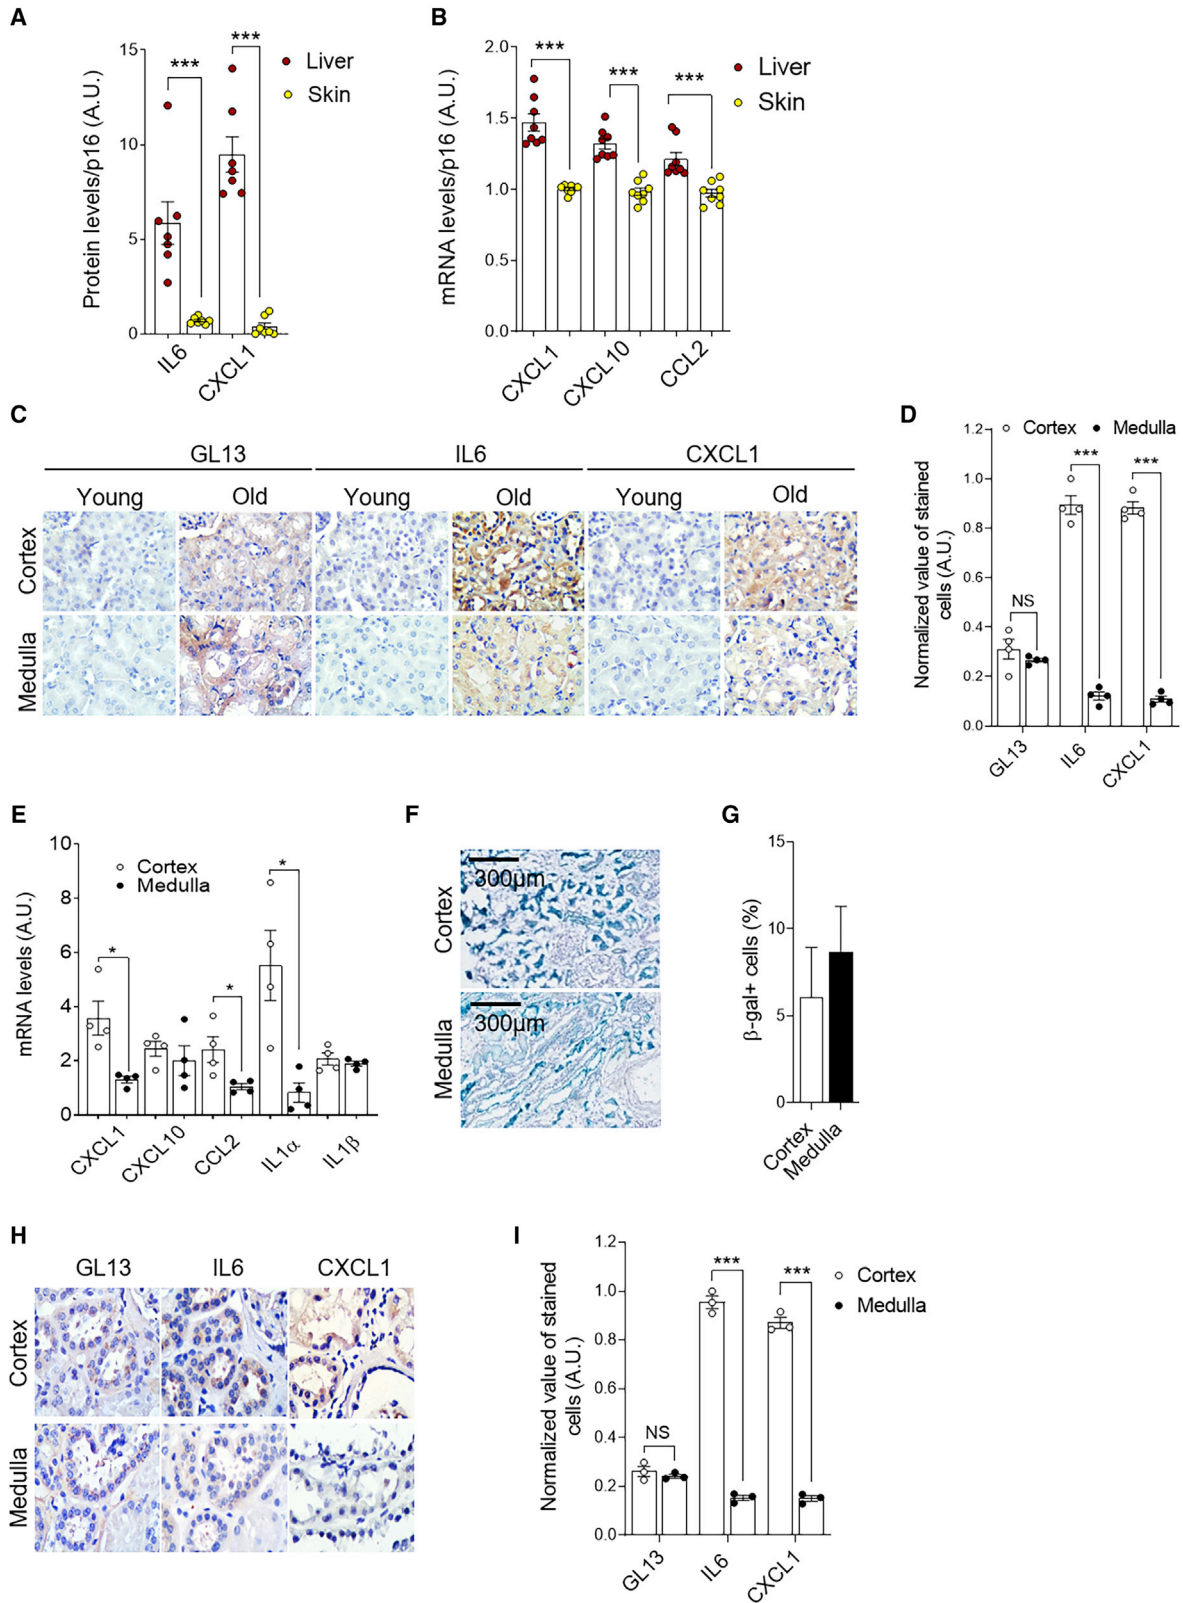 A
Protein levels/p16 (A.U.)
15
10
5
0
***
***
Liver
Skin
IL6
CXCL1
B
mRNA levels/p16 (A.U.)
2.0
1.5
1.0
0.5
0.0
***
***
***
Liver
Skin
CXCL1
CXCL10
CCL2
C
GL13
IL6
CXCL1
Young
Old
Young
Old
Young
Old
Cortex
Medulla
D
Normalized value of stained
cells (A.U.)
1.2
1.0
0.8
0.6
0.4
0.2
0.0
Cortex
Medulla
NS
***
***
GL13
IL6
CXCL1
E
mRNA levels (A.U.)
10
8
6
4
2
0
Cortex
Medulla
*
*
*
CXCL1
CXCL10
CCL2
IL1α
IL1β
F
Cortex
300μm
Medulla
300μm
G
β-gal+ cells (%)
15
10
5
0
Cortex
Medulla
H
GL13
IL6
CXCL1
Cortex
Medulla
I
Normalized value of stained
cells (A.U.)
1.2
1.0
0.8
0.6
0.4
0.2
0.0
NS
***
***
Cortex
Medulla
GL13
IL6
CXCL1